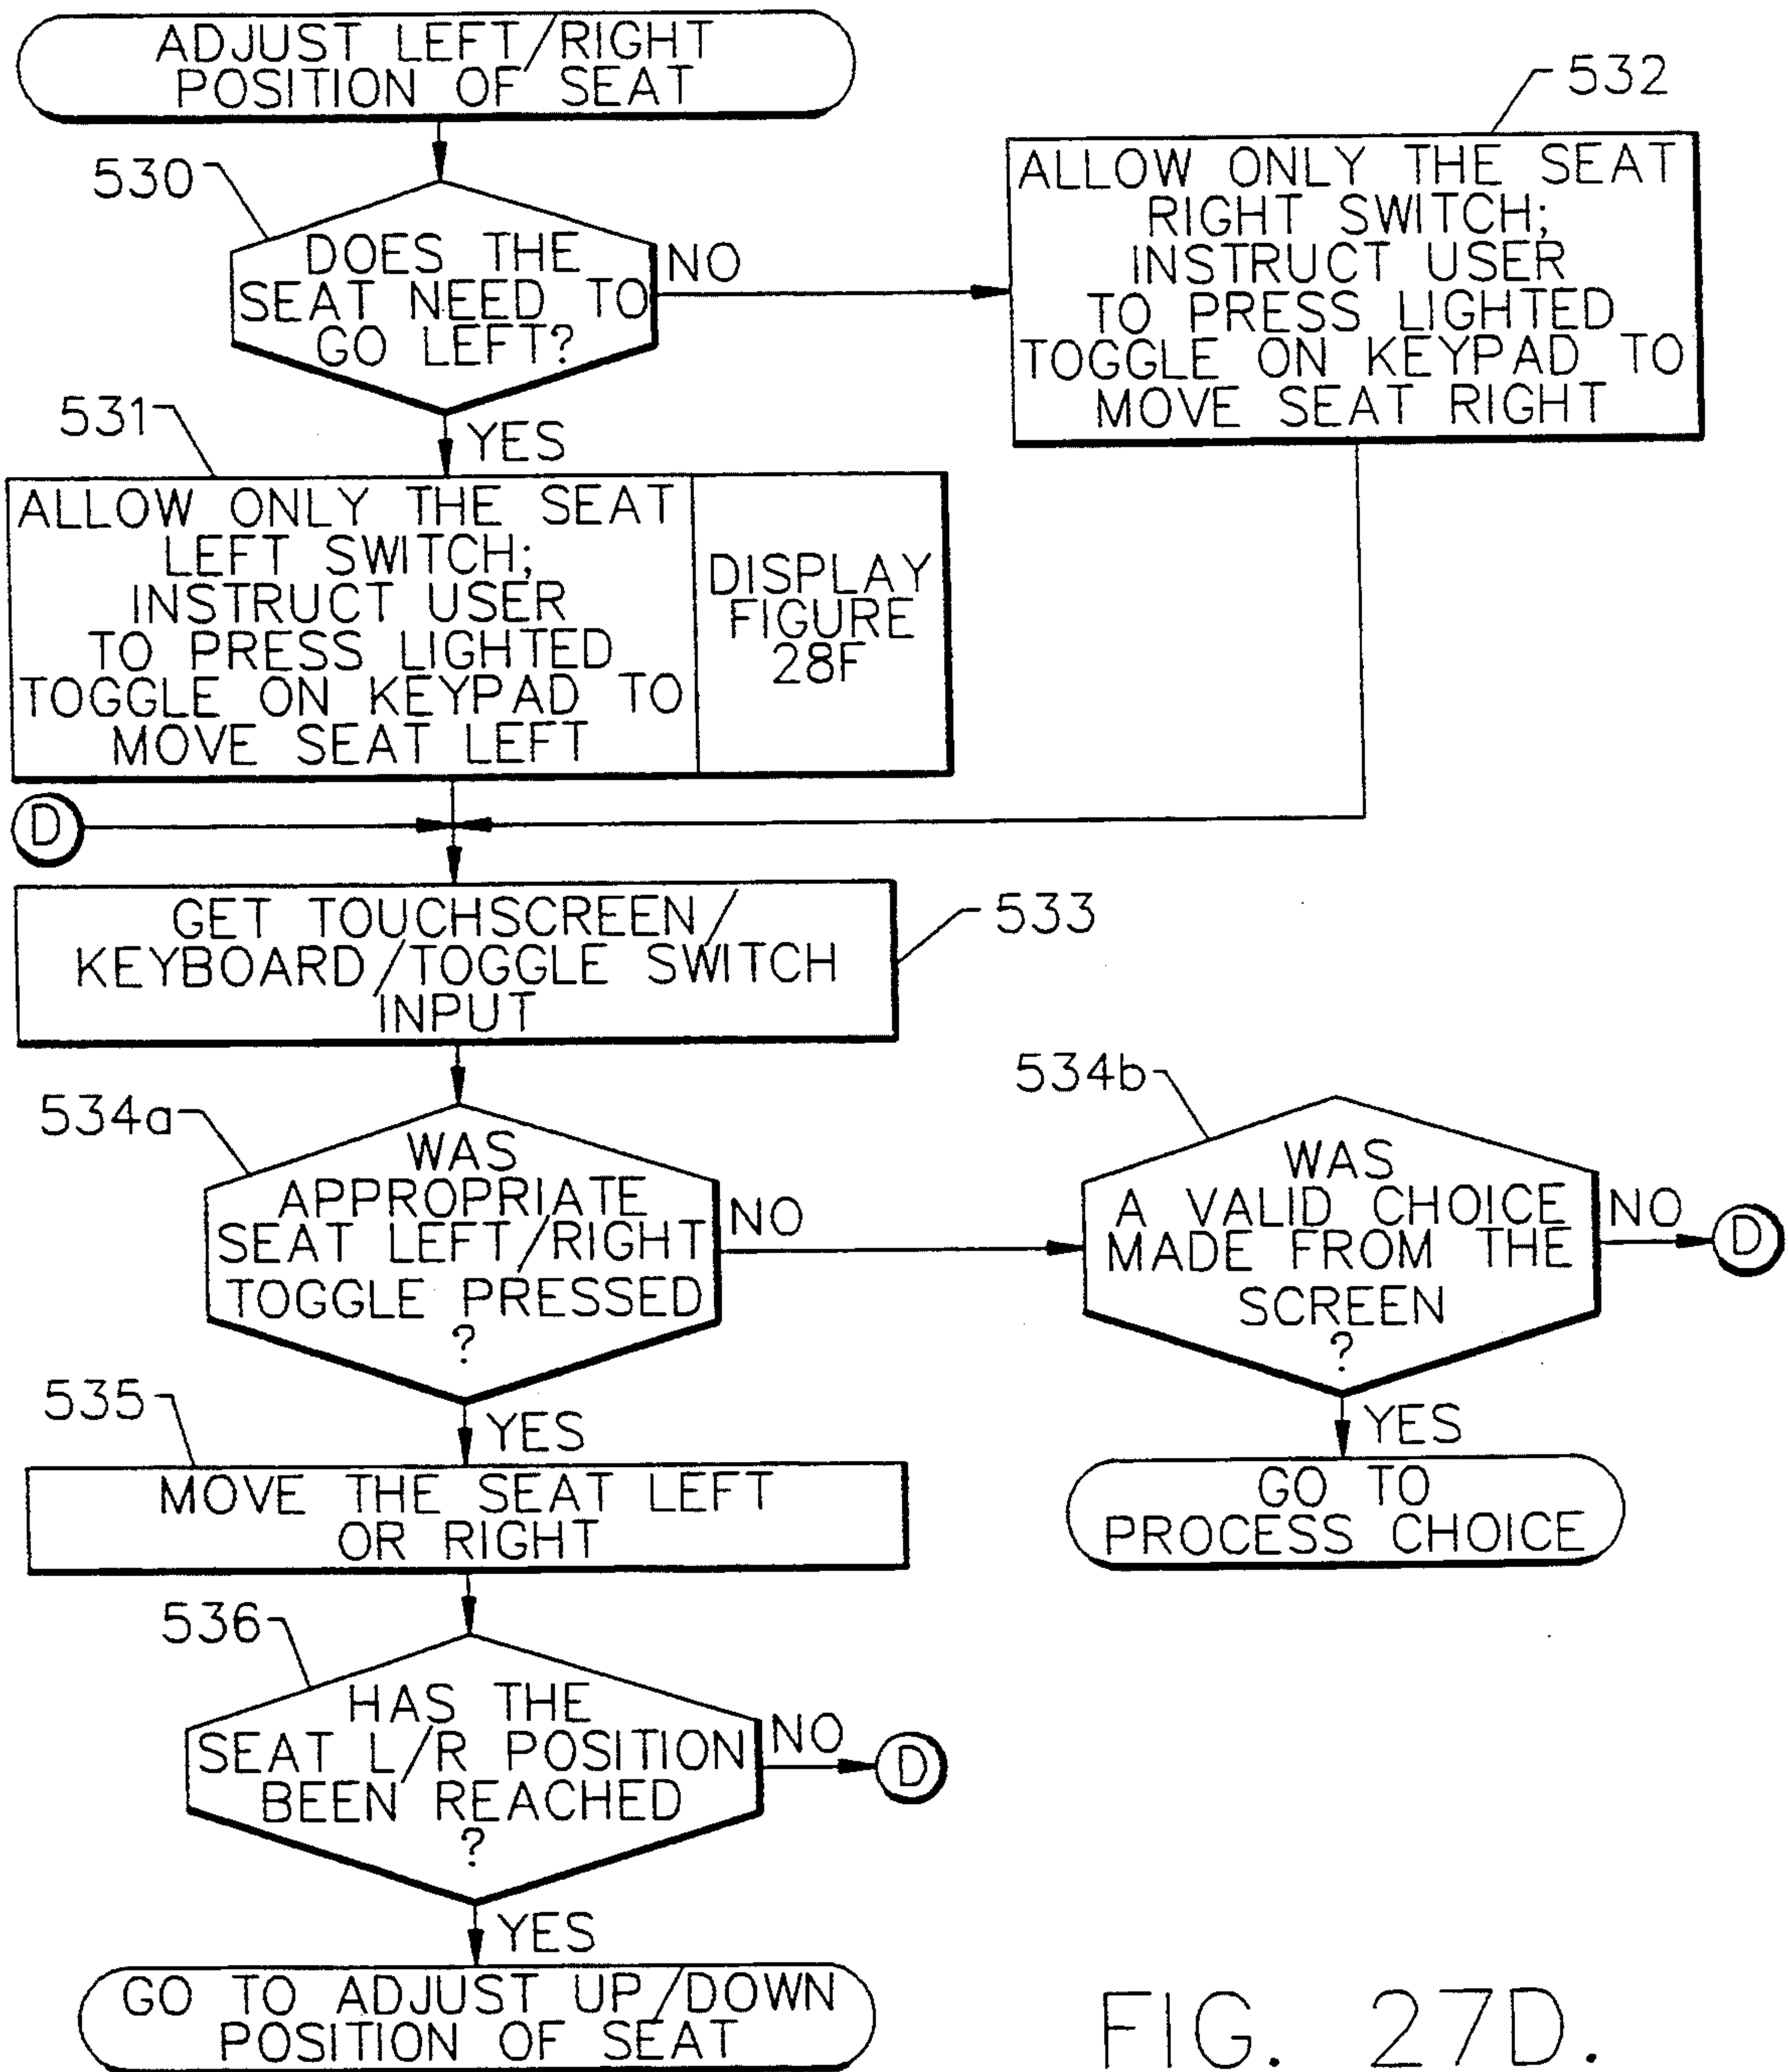 ADJUST LEFT/RIGHT
POSITION OF SEAT
530
DOES THE
SEAT NEED TO
GO LEFT?
NO
532
ALLOW ONLY THE SEAT
RIGHT SWITCH;
INSTRUCT USER
TO PRESS LIGHTED
TOGGLE ON KEYPAD TO
MOVE SEAT RIGHT
YES
531
ALLOW ONLY THE SEAT
LEFT SWITCH;
INSTRUCT USER
TO PRESS LIGHTED
TOGGLE ON KEYPAD TO
MOVE SEAT LEFT
DISPLAY
FIGURE
28F
D
GET TOUCHSCREEN/
KEYBOARD/TOGGLE SWITCH
INPUT
533
534a
WAS
APPROPRIATE
SEAT LEFT/RIGHT
TOGGLE PRESSED
?
NO
534b
WAS
A VALID CHOICE
MADE FROM THE
SCREEN
?
NO
D
YES
GO TO
PROCESS CHOICE
YES
535
MOVE THE SEAT LEFT
OR RIGHT
536
HAS THE
SEAT L/R POSITION
BEEN REACHED
?
NO
D
YES
GO TO ADJUST UP/DOWN
POSITION OF SEAT
FIG. 27D.